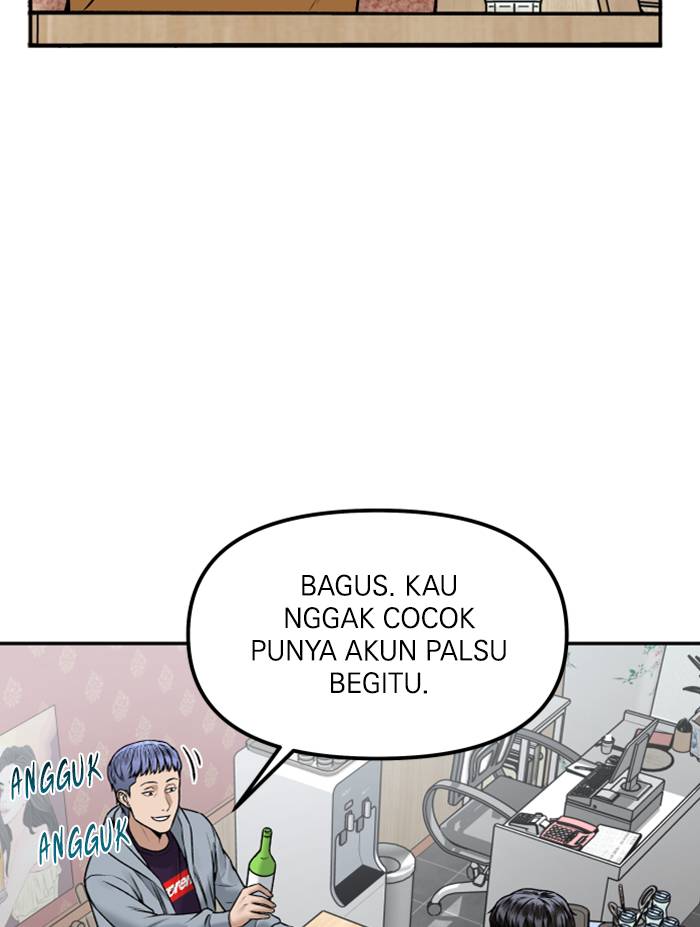 BAGUS. KAU
NGGAK COCOK
PUNYA AKUN PALSU
BEGITU.
ANGGUK
ANGGUK